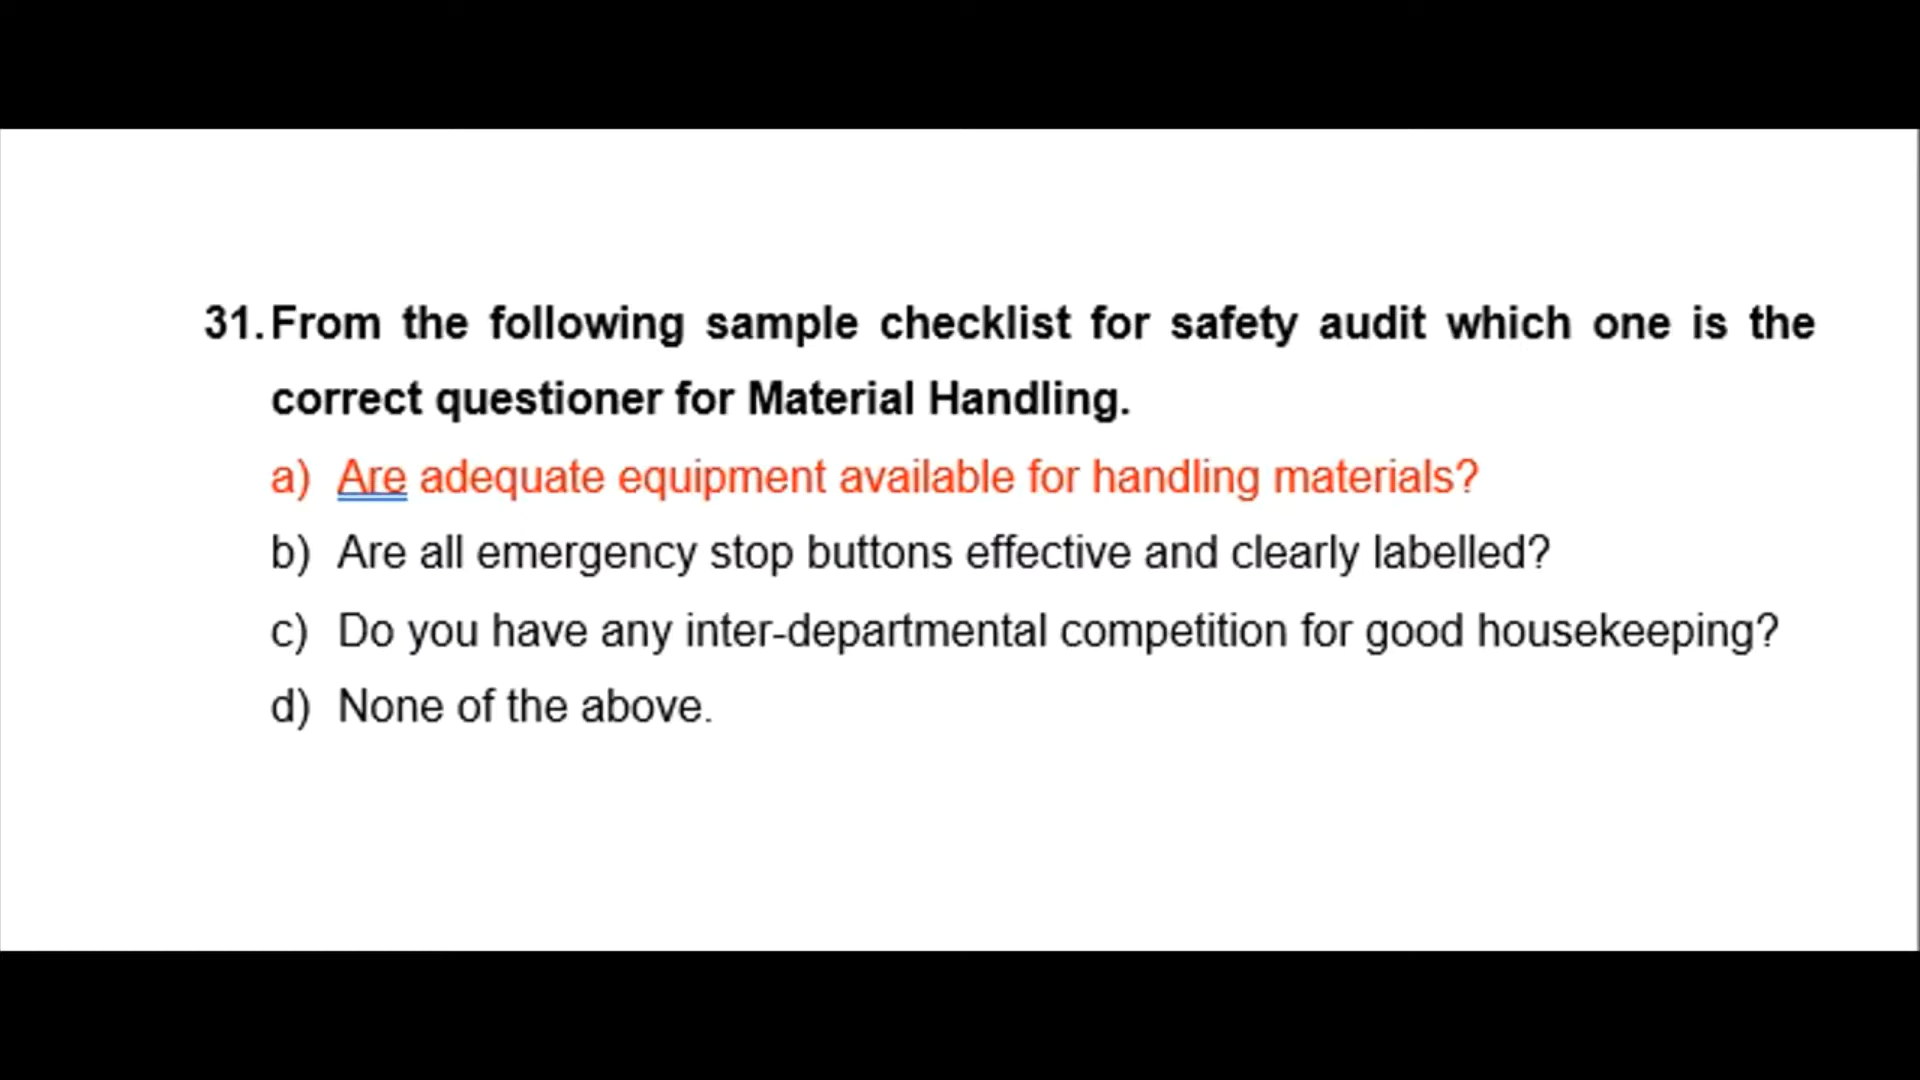 31. From the following sample checklist for safety audit which one is the
correct questioner for Material Handling.
a) Are adequate equipment available for handling materials?
b) Are all emergency stop buttons effective and clearly labelled?
c) Do you have any inter-departmental competition for good housekeeping?
d) None of the above.